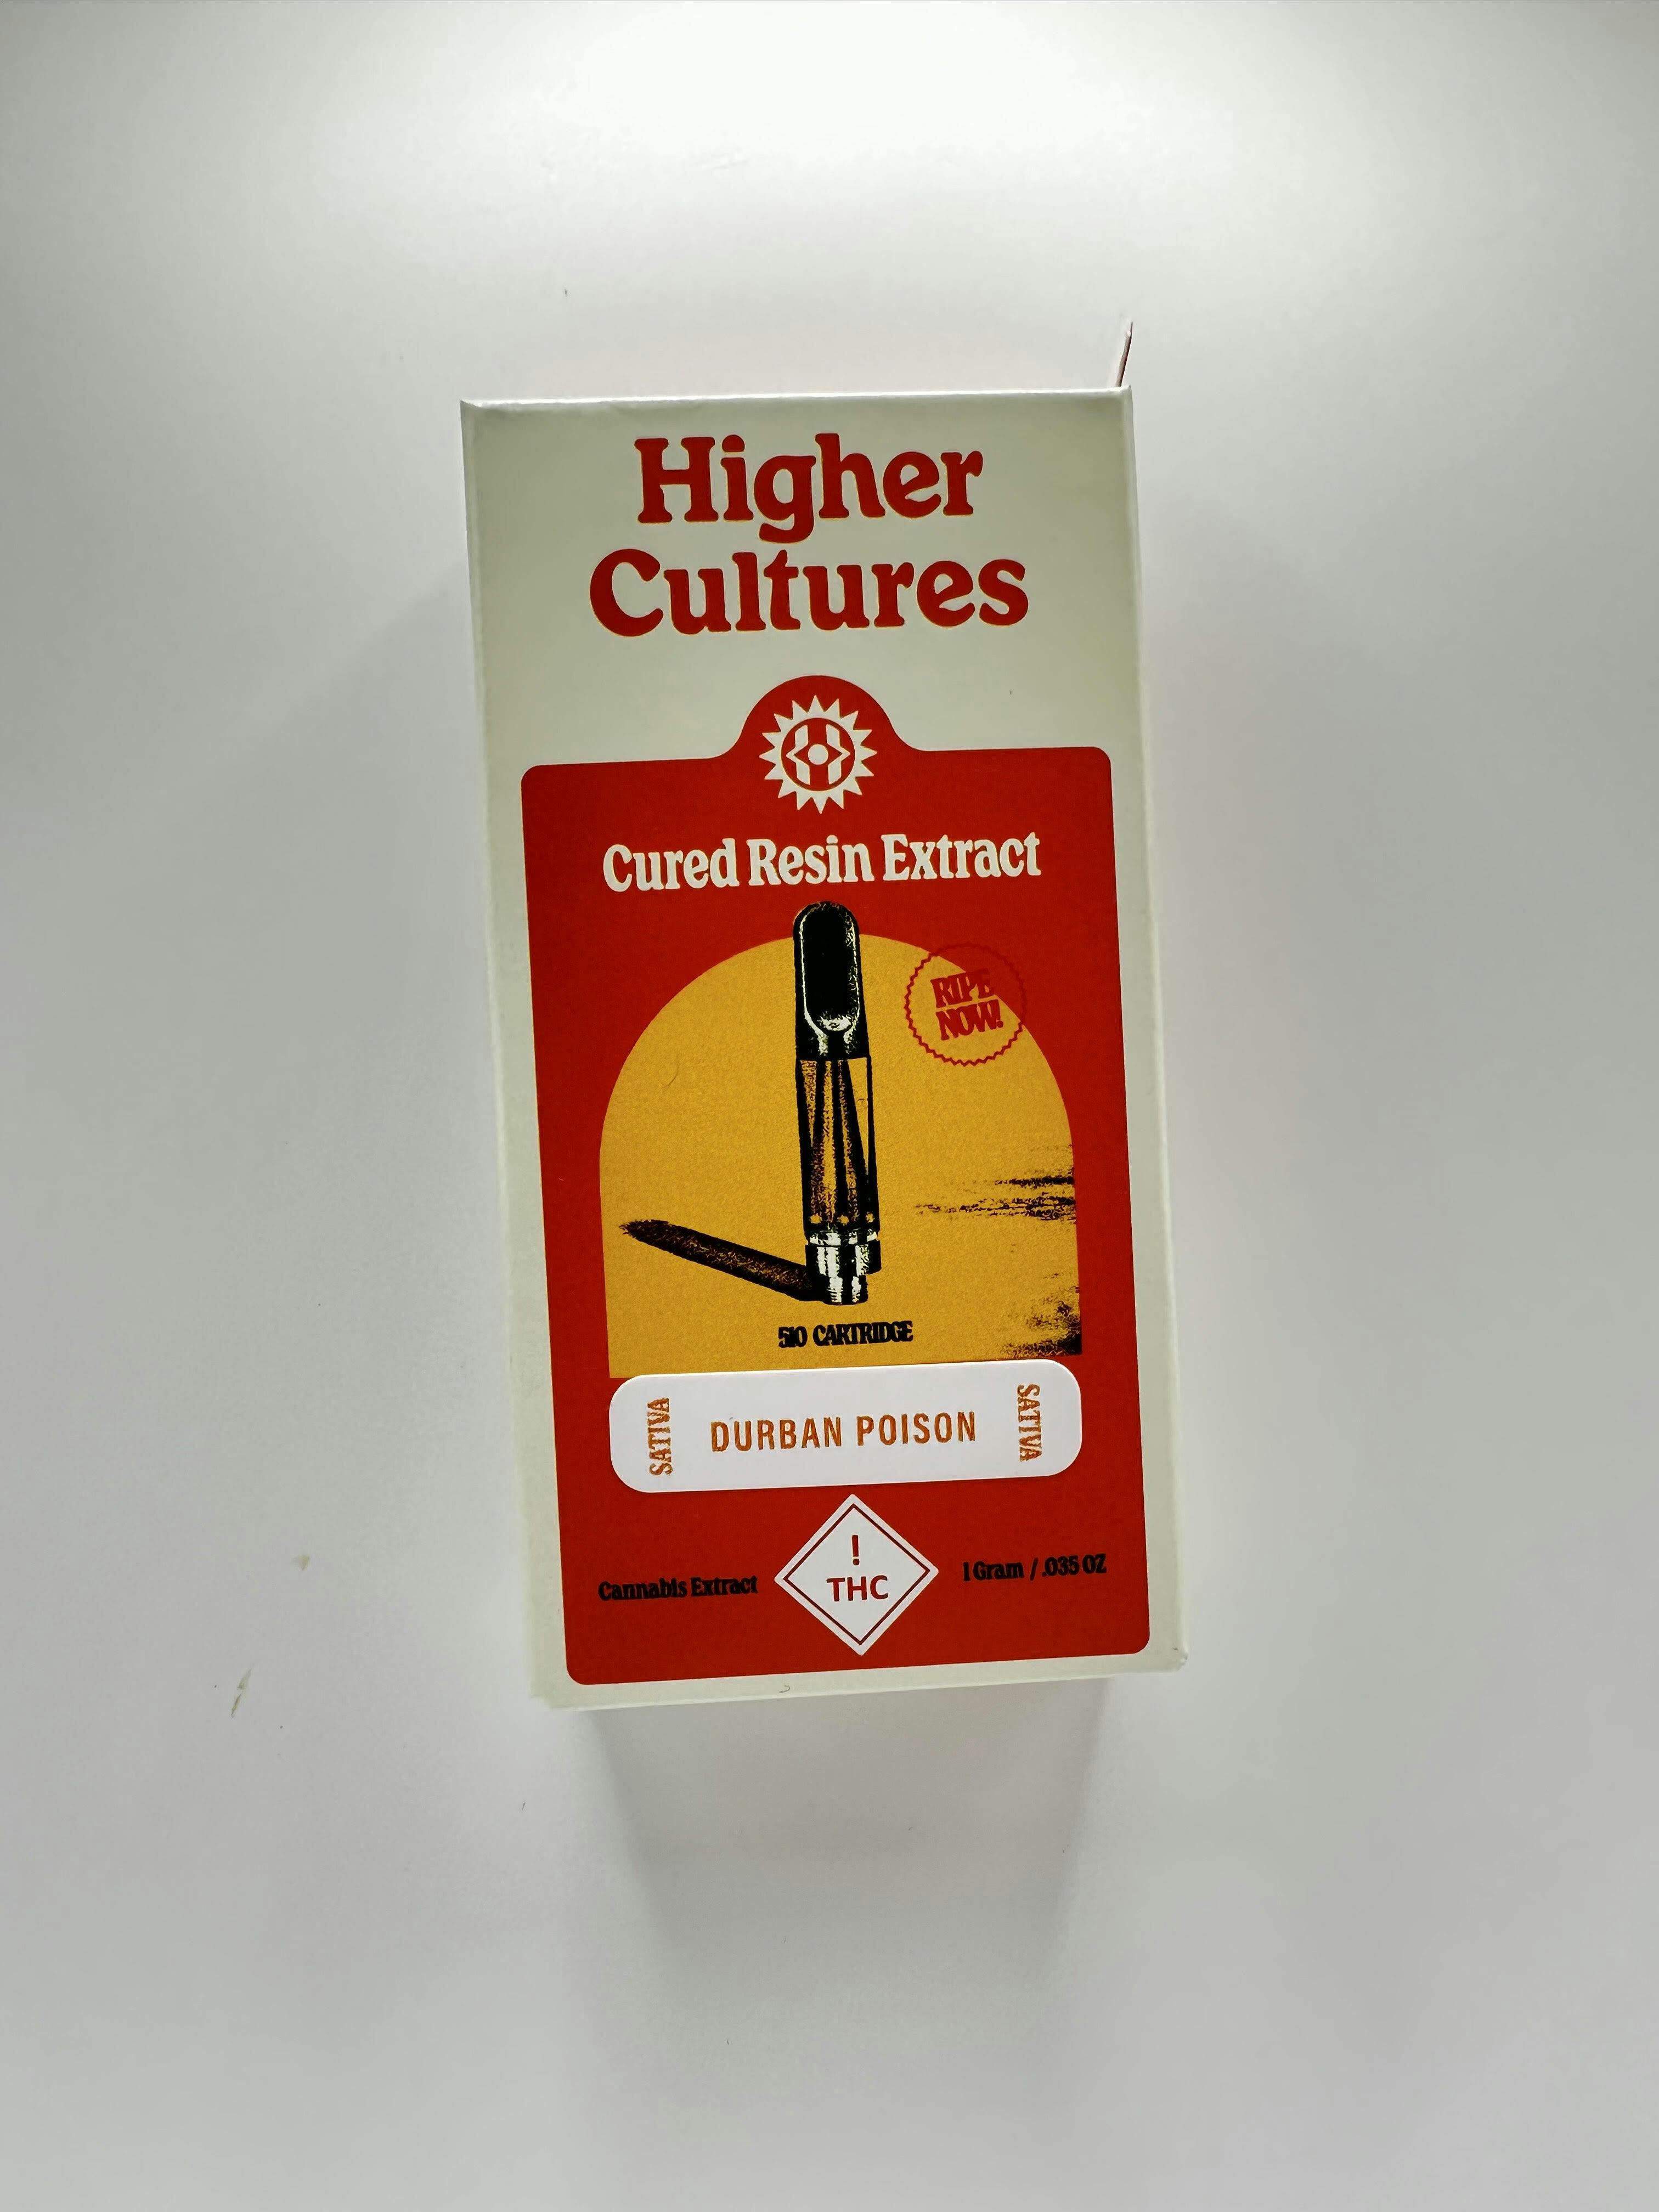 Higher
Cultures
Cured Resin Extract
RIPE
NOW!
510 CARTRIDGE
SATIVA
DURBAN POISON
SATIVA
!
THC
Cannabis Extract
1 Gram / .035 OZ